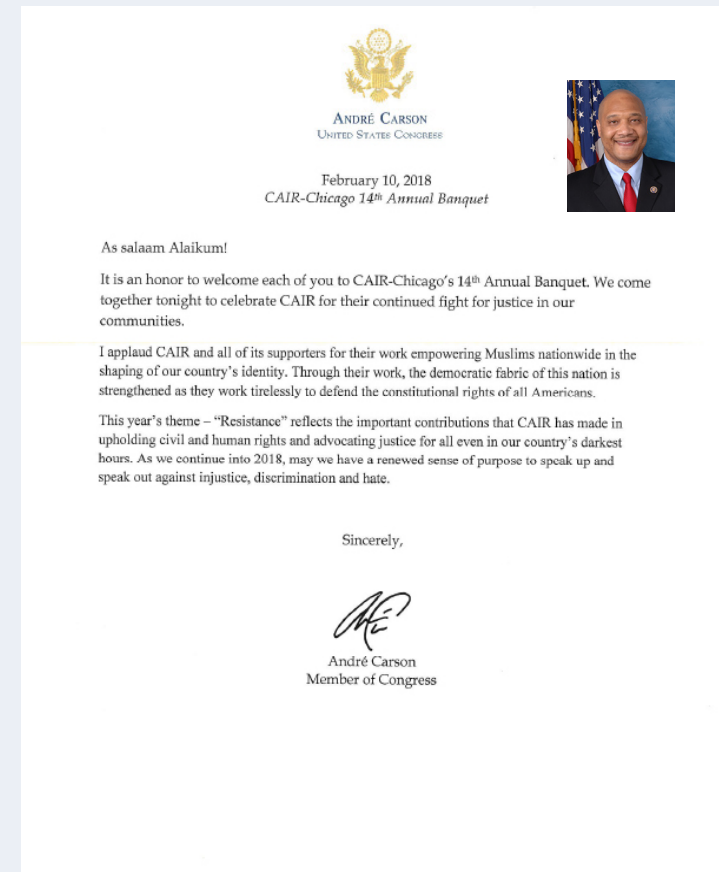 ANDRÉ CARSON
UNITED STATES CONGRESS
February 10, 2018
CAIR-Chicago 14th Annual Banquet
As salaam Alaikum!
It is an honor to welcome each of you to CAIR-Chicago's 14th Annual Banquet. We come
together tonight to celebrate CAIR for their continued fight for justice in our
communities.
I applaud CAIR and all of its supporters for their work empowering Muslims nationwide in the
shaping of our country's identity. Through their work, the democratic fabric of this nation is
strengthened as they work tirelessly to defend the constitutional rights of all Americans.
This year's theme – "Resistance" reflects the important contributions that CAIR has made in
upholding civil and human rights and advocating justice for all even in our country's darkest
hours. As we continue into 2018, may we have a renewed sense of purpose to speak up and
speak out against injustice, discrimination and hate.
Sincerely,
André Carson
Member of Congress